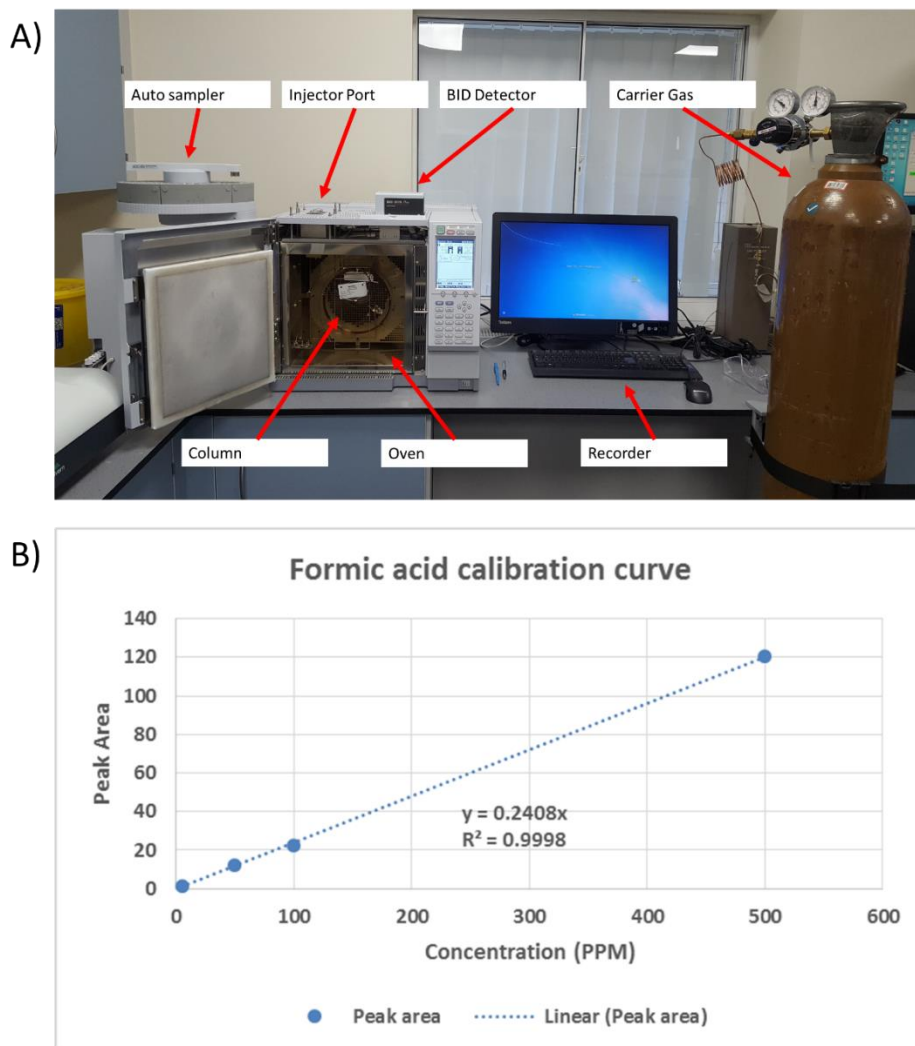 A)
Auto sampler
Injector Port
BID Detector
Carrier Gas
Column
Oven
Recorder
B)
Formic acid calibration curve
140
120
100
80
60
40
20
0
Peak Area
y = 0.2408x
R² = 0.9998
0 100 200 300 400 500 600
Concentration (PPM)
Peak area Linear (Peak area)